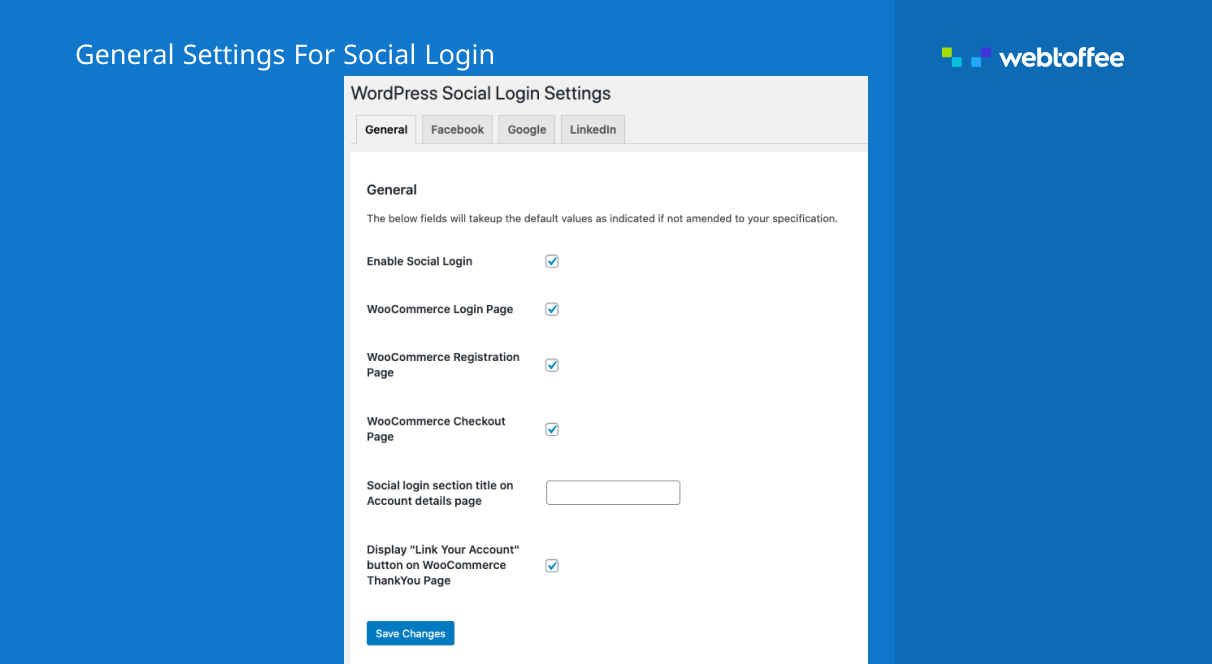 General Settings For Social Login
webtoffee
WordPress Social Login Settings
General
Facebook
Google
LinkedIn
General
The below fields will takeup the default values as indicated if not amended to your specification.
Enable Social Login
WooCommerce Login Page
WooCommerce Registration
Page
WooCommerce Checkout
Page
Social login section title on
Account details page
Display "Link Your Account"
button on WooCommerce
ThankYou Page
Save Changes